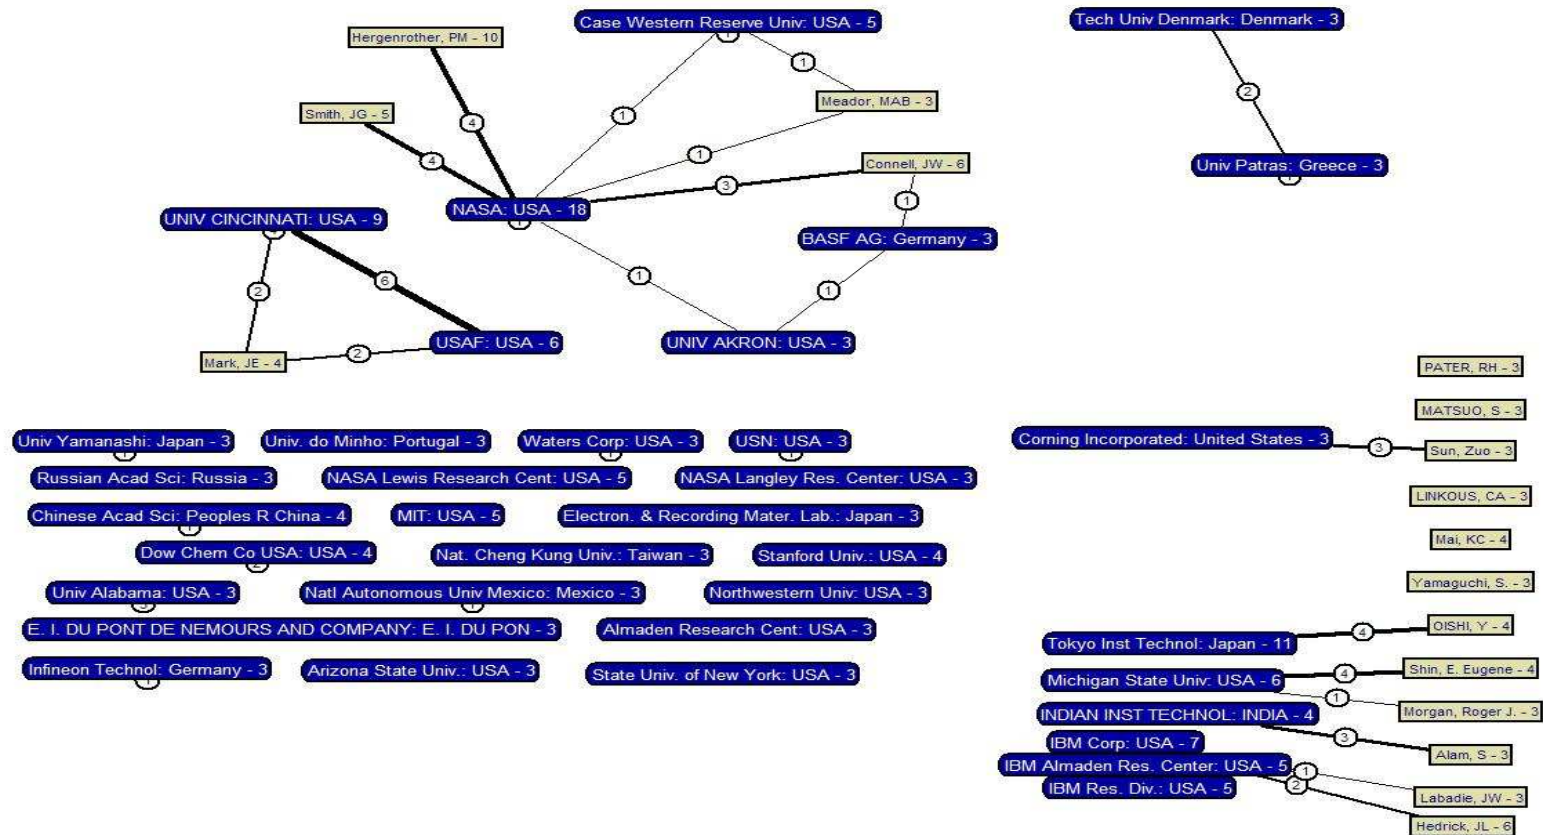 Case Western Reserve Univ: USA - 5
Tech Univ Denmark: Denmark - 3
Hergenrother, PM - 10
1
1
2
Meador, MAB - 3
Smith, JG - 5
1
4
4
1
Connell, JW - 6
Univ Patras: Greece - 3
1
3
1
NASA: USA - 18
1
UNIV CINCINNATI: USA - 9
4
BASF AG: Germany - 3
1
6
2
1
UNIV AKRON: USA - 3
USAF: USA - 6
2
Mark, JE - 4
PATER, RH - 3
MATSUO, S - 3
Univ Yamanashi: Japan - 3
1
Univ. do Minho: Portugal - 3
Waters Corp: USA - 3
1
USN: USA - 3
1
Corning Incorporated: United States - 3
3
Sun, Zuo - 3
Russian Acad Sci: Russia - 3
NASA Lewis Research Cent: USA - 5
NASA Langley Res. Center: USA - 3
LINKOUS, CA - 3
Chinese Acad Sci: Peoples R China - 4
1
MIT: USA - 5
Electron. & Recording Mater. Lab.: Japan - 3
Mai, KC - 4
Dow Chem Co USA: USA - 4
2
Nat. Cheng Kung Univ.: Taiwan - 3
Stanford Univ.: USA - 4
Yamaguchi, S. - 3
Univ Alabama: USA - 3
3
Natl Autonomous Univ Mexico: Mexico - 3
1
Northwestern Univ: USA - 3
E. I. DU PONT DE NEMOURS AND COMPANY: E. I. DU PON - 3
Almaden Research Cent: USA - 3
Tokyo Inst Technol: Japan - 11
4
OISHI, Y - 4
Infineon Technol: Germany - 3
1
Arizona State Univ.: USA - 3
State Univ. of New York: USA - 3
Michigan State Univ: USA - 6
4
Shin, E. Eugene - 4
1
Morgan, Roger J. - 3
INDIAN INST TECHNOL: INDIA - 4
3
Alam, S - 3
IBM Corp: USA - 7
IBM Almaden Res. Center: USA - 5
1
Labadie, JW - 3
IBM Res. Div.: USA - 5
2
Hedrick, JL - 6